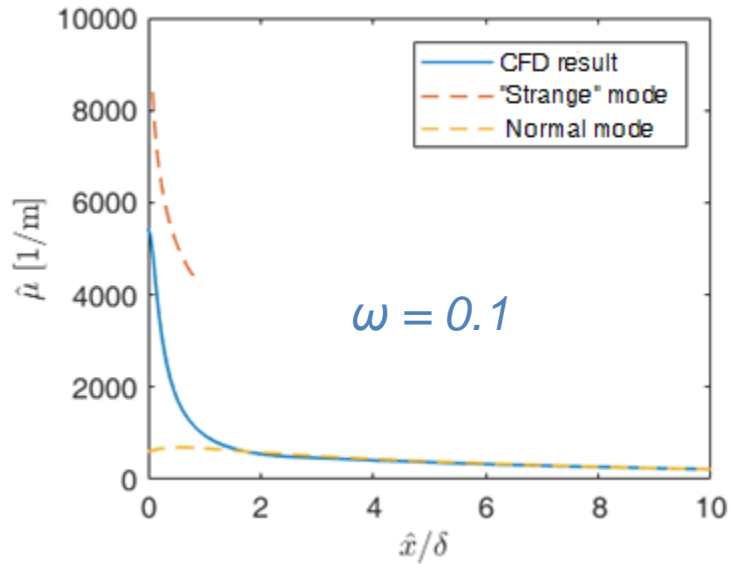 10000
8000
6000
4000
2000
0
0 2 4 6 8 10
μ̂ [1/m]
x̂/δ
CFD result
"Strange" mode
Normal mode
ω = 0.1